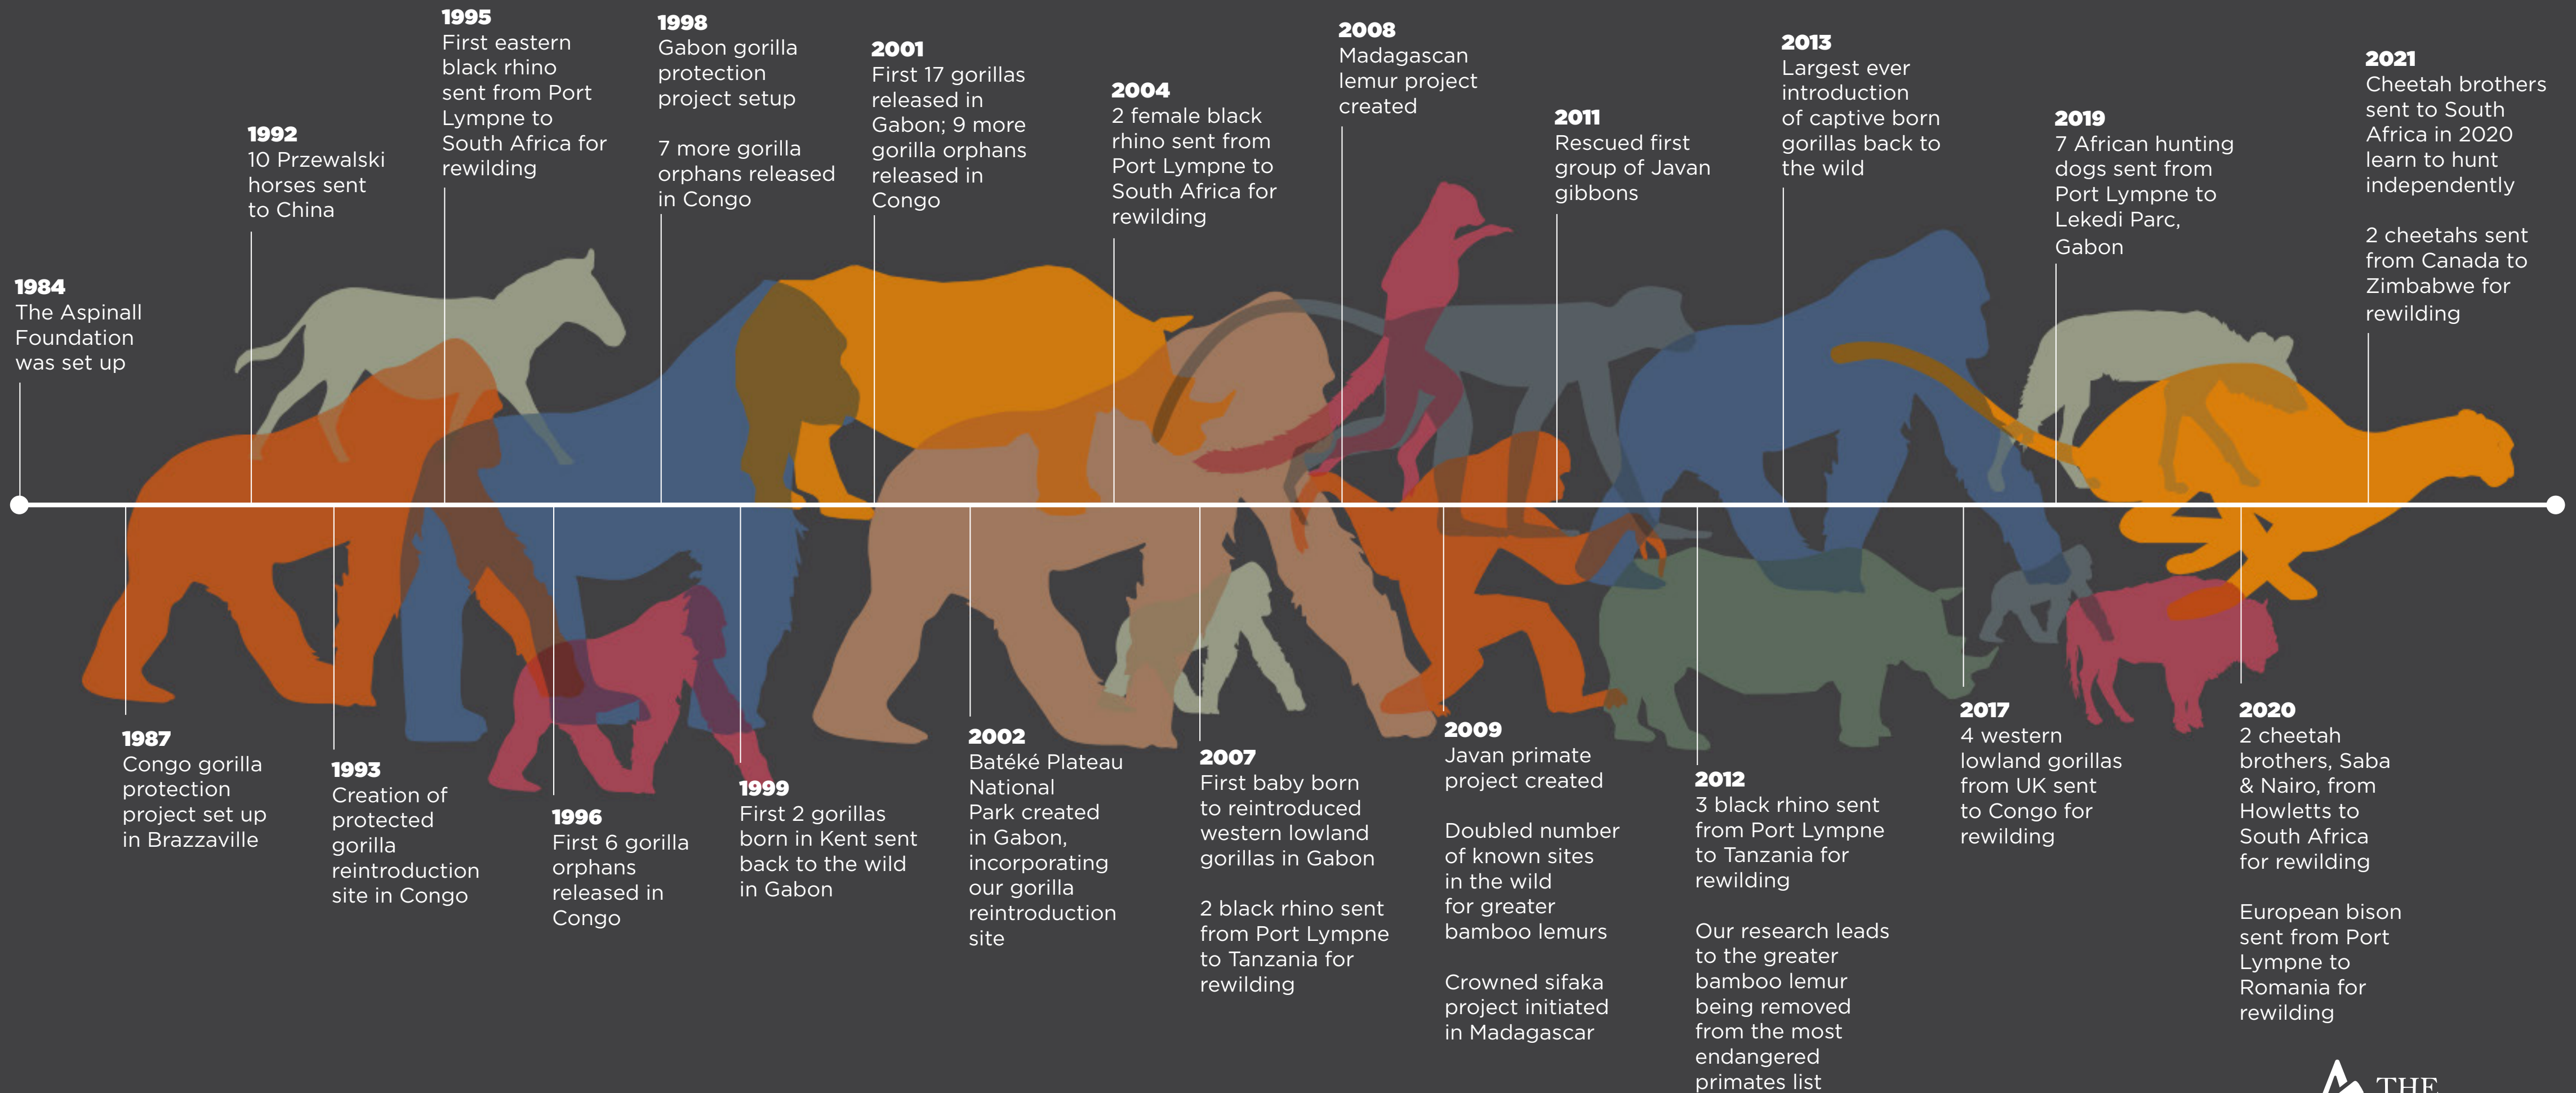 1984
The Aspinall
Foundation
was set up
1987
Congo gorilla
protection
project set up
in Brazzaville
1992
10 Przewalski
horses sent
to China
1993
Creation of
protected
gorilla
reintroduction
site in Congo
1995
First eastern
black rhino
sent from Port
Lympne to
South Africa for
rewilding
1996
First 6 gorilla
orphans
released in
Congo
1998
Gabon gorilla
protection
project setup
7 more gorilla
orphans released
in Congo
1999
First 2 gorillas
born in Kent sent
back to the wild
in Gabon
2001
First 17 gorillas
released in
Gabon; 9 more
gorilla orphans
released in
Congo
2002
Batéké Plateau
National
Park created
in Gabon,
incorporating
our gorilla
reintroduction
site
2004
2 female black
rhino sent from
Port Lympne to
South Africa for
rewilding
2007
First baby born
to reintroduced
western lowland
gorillas in Gabon
2 black rhino sent
from Port Lympne
to Tanzania for
rewilding
2008
Madagascan
lemur project
created
2009
Javan primate
project created
Doubled number
of known sites
in the wild
for greater
bamboo lemurs
Crowned sifaka
project initiated
in Madagascar
2011
Rescued first
group of Javan
gibbons
2012
3 black rhino sent
from Port Lympne
to Tanzania for
rewilding
Our research leads
to the greater
bamboo lemur
being removed
from the most
endangered
primates list
2013
Largest ever
introduction
of captive born
gorillas back to
the wild
2017
4 western
lowland gorillas
from UK sent
to Congo for
rewilding
2019
7 African hunting
dogs sent from
Port Lympne to
Lekedi Parc,
Gabon
2020
2 cheetah
brothers, Saba
& Nairo, from
Howletts to
South Africa
for rewilding
European bison
sent from Port
Lympne to
Romania for
rewilding
2021
Cheetah brothers
sent to South
Africa in 2020
learn to hunt
independently
2 cheetahs sent
from Canada to
Zimbabwe for
rewilding
THE